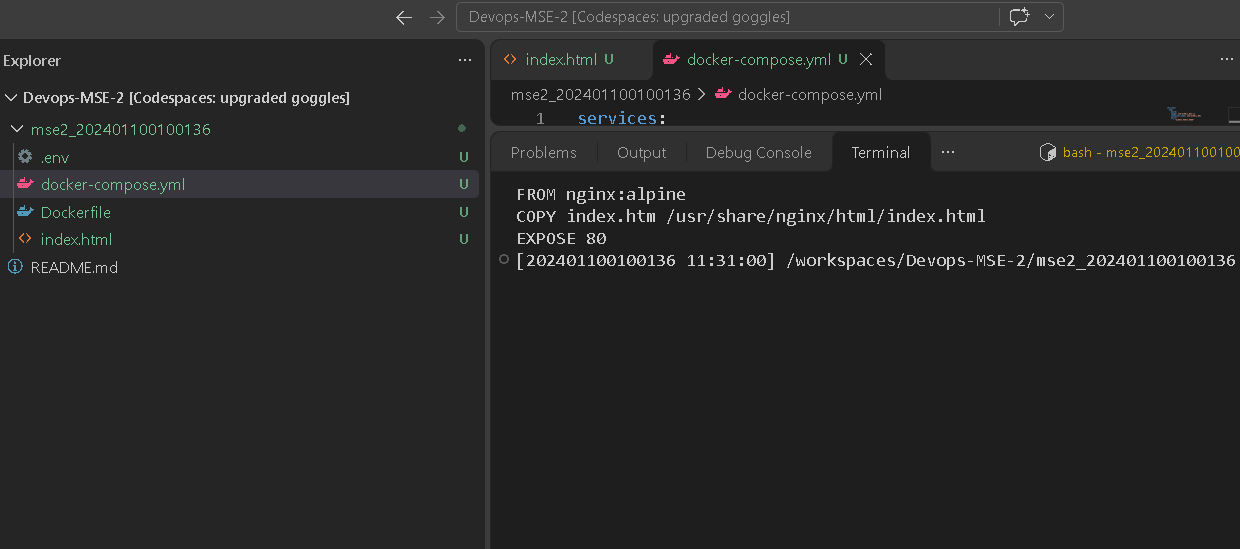 Devops-MSE-2 [Codespaces: upgraded goggles]
Explorer
Devops-MSE-2 [Codespaces: upgraded goggles]
mse2_202401100100136
.env U
docker-compose.yml U
Dockerfile U
index.html U
README.md
index.html U docker-compose.yml U
mse2_202401100100136 > docker-compose.yml
1 services:
Problems Output Debug Console Terminal ... bash - mse2_20240110010
FROM nginx:alpine
COPY index.htm /usr/share/nginx/html/index.html
EXPOSE 80
[202401100100136 11:31:00] /workspaces/Devops-MSE-2/mse2_202401100100136